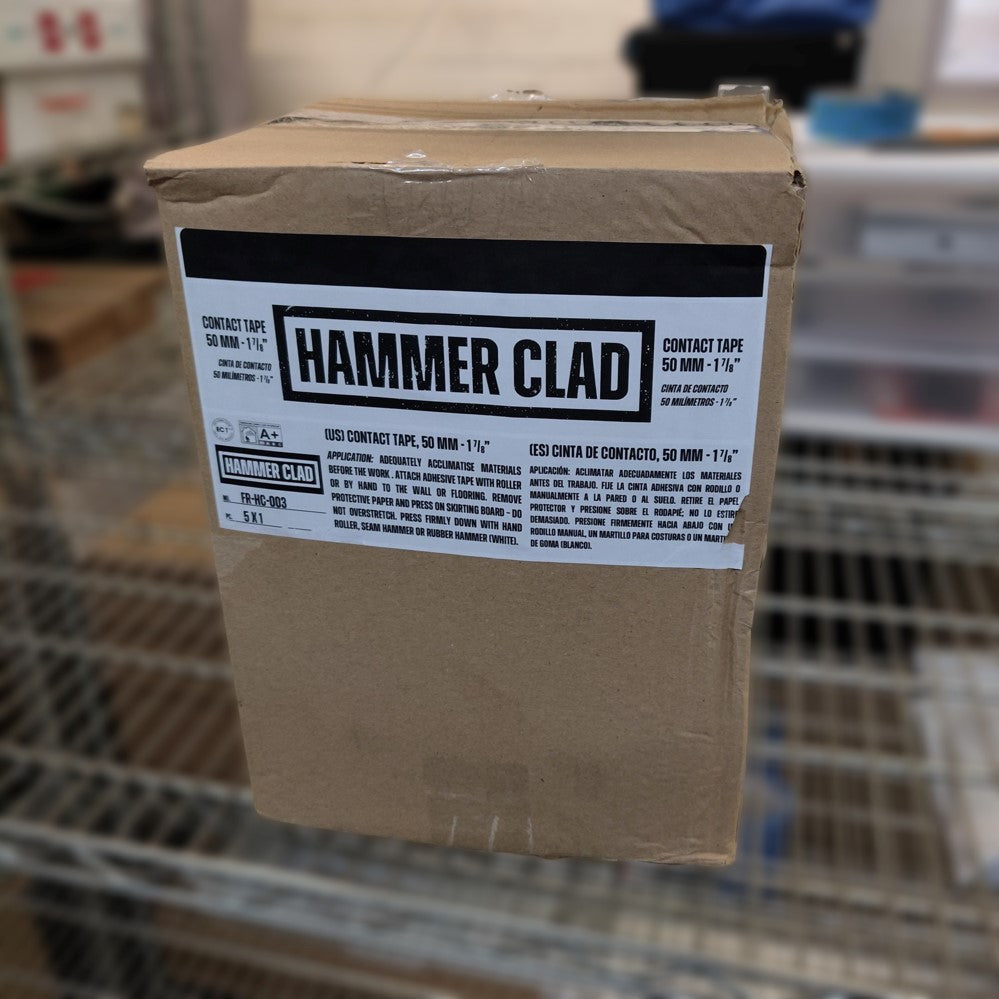 CONTACT TAPE
50 MM - 1 7/8"
CINTA DE CONTACTO
50 MILÍMETROS - 1 7/8"
HAMMER CLAD
CONTACT TAPE
50 MM - 1 7/8"
CINTA DE CONTACTO
50 MILÍMETROS - 1 7/8"
A+
HAMMER CLAD
FR-HC-003
5 X 1
(US) CONTACT TAPE, 50 MM - 1 7/8"
APPLICATION: ADEQUATELY ACCLIMATISE MATERIALS
BEFORE THE WORK. ATTACH ADHESIVE TAPE WITH ROLLER
OR BY HAND TO THE WALL OR FLOORING. REMOVE
PROTECTIVE PAPER AND PRESS ON SKIRTING BOARD - DO
NOT OVERSTRETCH. PRESS FIRMLY DOWN WITH HAND
ROLLER, SEAM HAMMER OR RUBBER HAMMER (WHITE).
(ES) CINTA DE CONTACTO, 50 MM - 1 7/8"
APLICACIÓN: ACLIMATAR ADECUADAMENTE LOS MATERIALES
ANTES DEL TRABAJO. FIJE LA CINTA ADHESIVA CON RODILLO O
MANUALMENTE A LA PARED O AL SUELO. RETIRE EL PAPEL
PROTECTOR Y PRESIONE SOBRE EL RODAPIÉ; NO LO ESTIRE
DEMASIADO. PRESIONE FIRMEMENTE HACIA ABAJO CON
RODILLO MANUAL, UN MARTILLO PARA COSTURAS O UN
DE GOMA (BLANCO).